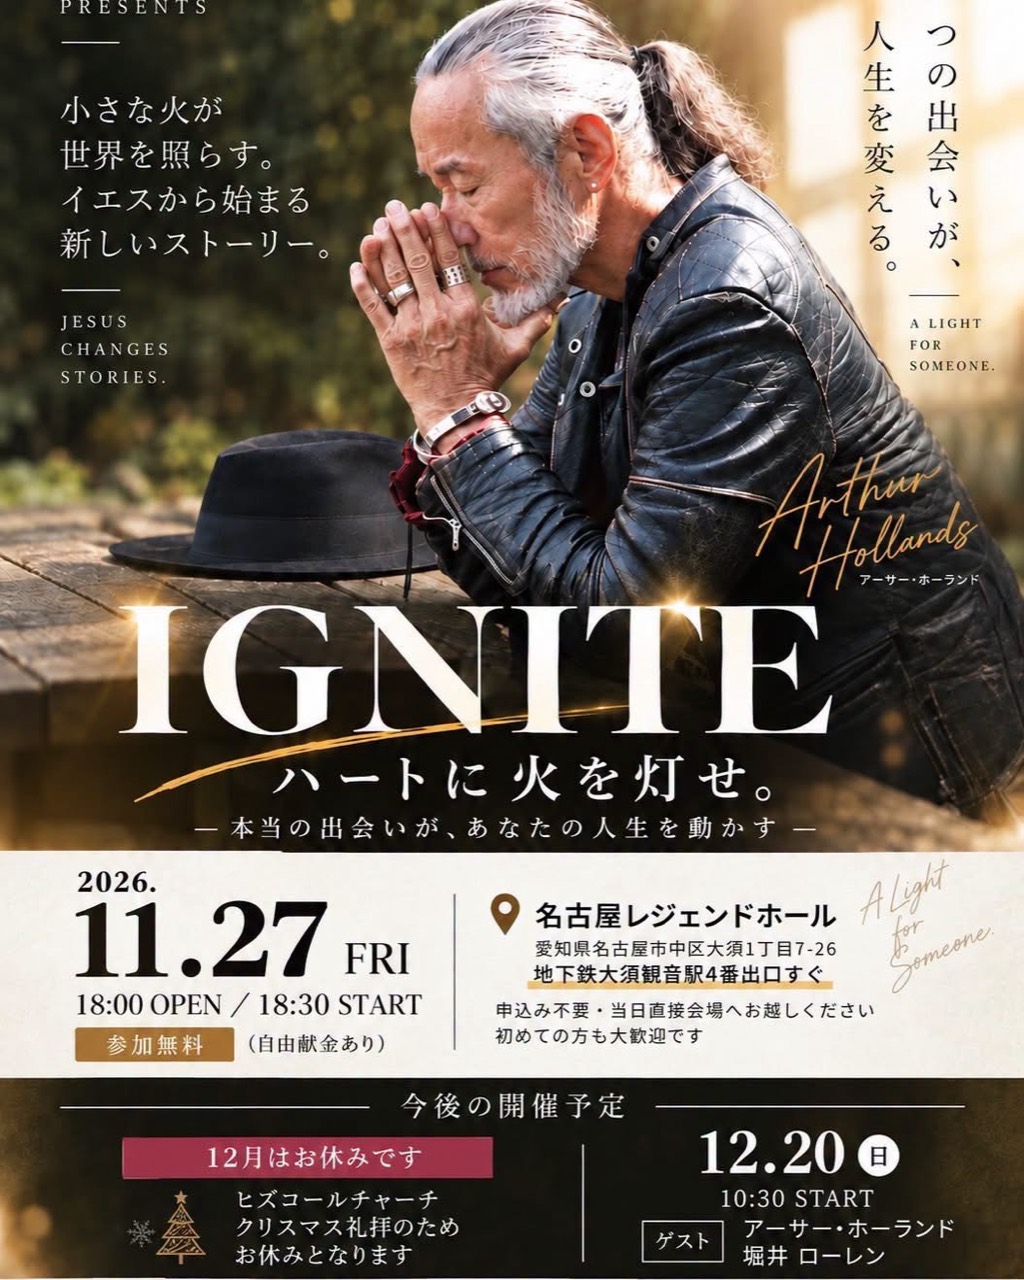 PRESENTS
小さな火が
世界を照らす。
イエスから始まる
新しいストーリー。
JESUS
CHANGES
STORIES.
つの出会いが、
人生を変える。
A LIGHT
FOR
SOMEONE.
Arthur
Hollands
アーサー・ホーランド
IGNITE
ハートに 火を灯せ。
― 本当の出会いが、あなたの人生を動かす ―
2026.
11.27 FRI
18:00 OPEN / 18:30 START
参加無料 (自由献金あり)
名古屋レジェンドホール
愛知県名古屋市中区大須1丁目7-26
地下鉄大須観音駅4番出口すぐ
申込み不要・当日直接会場へお越しください
初めての方も大歓迎です
A Light
for
Someone.
今後の開催予定
12月はお休みです
ヒズコールチャーチ
クリスマス礼拝のため
お休みとなります
12.20 日
10:30 START
ゲスト
アーサー・ホーランド
堀井 ローレン